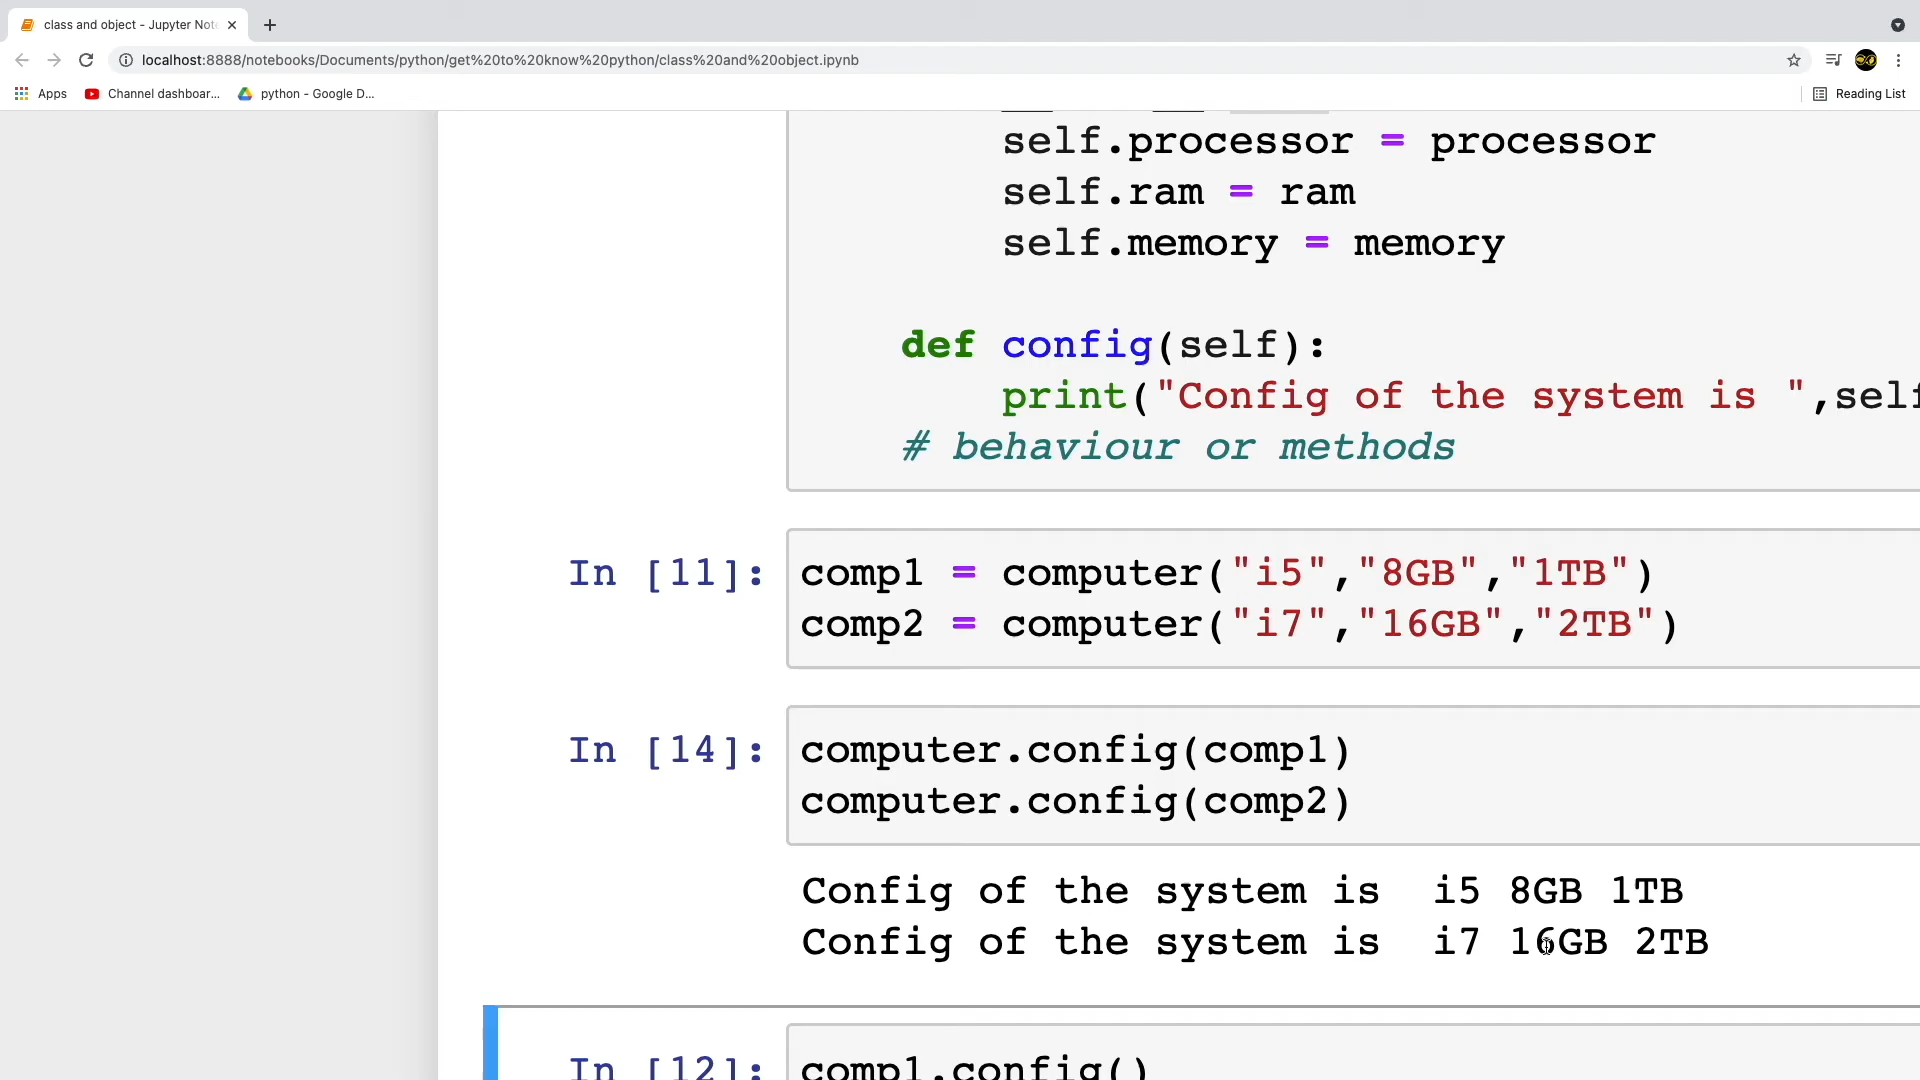 class and object - Jupyter Not
localhost:8888/notebooks/Documents/python/get%20to%20know%20python/class%20and%20object.ipynb
Apps
Channel dashboar...
python - Google D...
Reading List
self.processor = processor
self.ram = ram
self.memory = memory
def config(self):
print("Config of the system is ",self
# behaviour or methods
In [11]:
comp1 = computer("i5","8GB","1TB")
comp2 = computer("i7","16GB","2TB")
In [14]:
computer.config(comp1)
computer.config(comp2)
Config of the system is  i5 8GB 1TB
Config of the system is  i7 16GB 2TB
In [12]:
comp1.config()